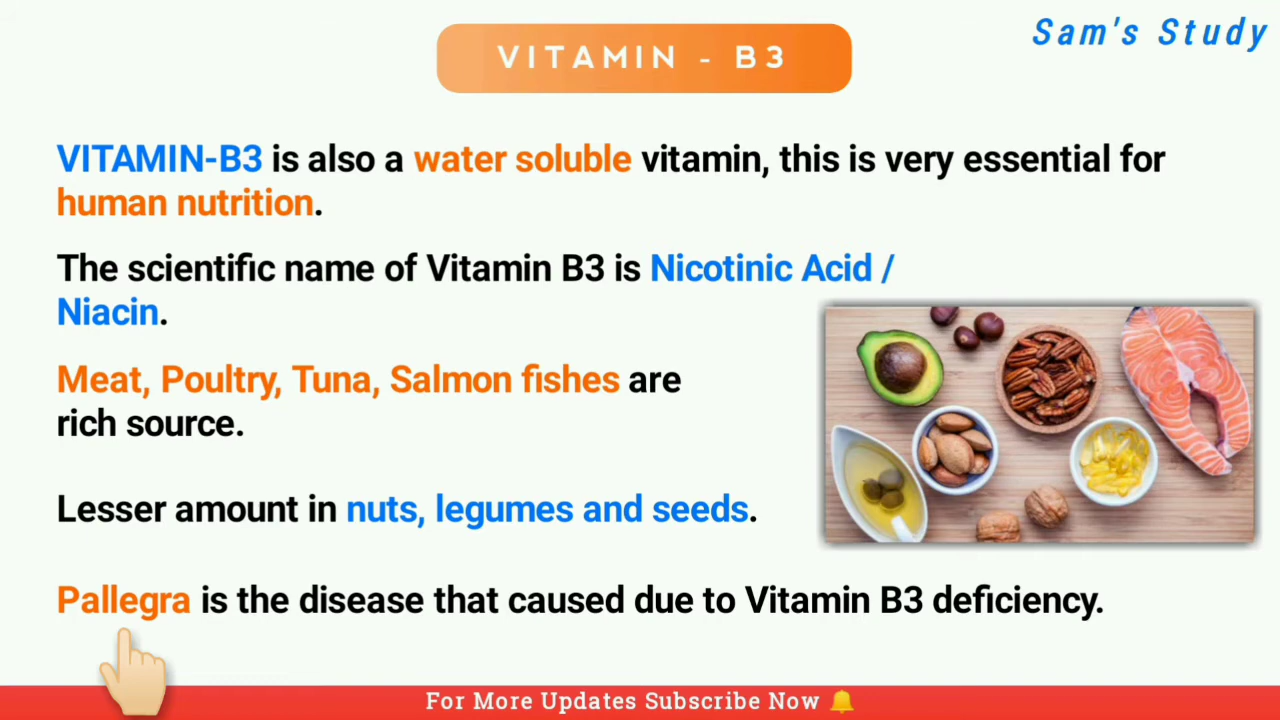 Sam's Study
VITAMIN - B3
VITAMIN-B3 is also a water soluble vitamin, this is very essential for
human nutrition.
The scientific name of Vitamin B3 is Nicotinic Acid /
Niacin.
Meat, Poultry, Tuna, Salmon fishes are
rich source.
Lesser amount in nuts, legumes and seeds.
Pallegra is the disease that caused due to Vitamin B3 deficiency.
For More Updates Subscribe Now 🔔